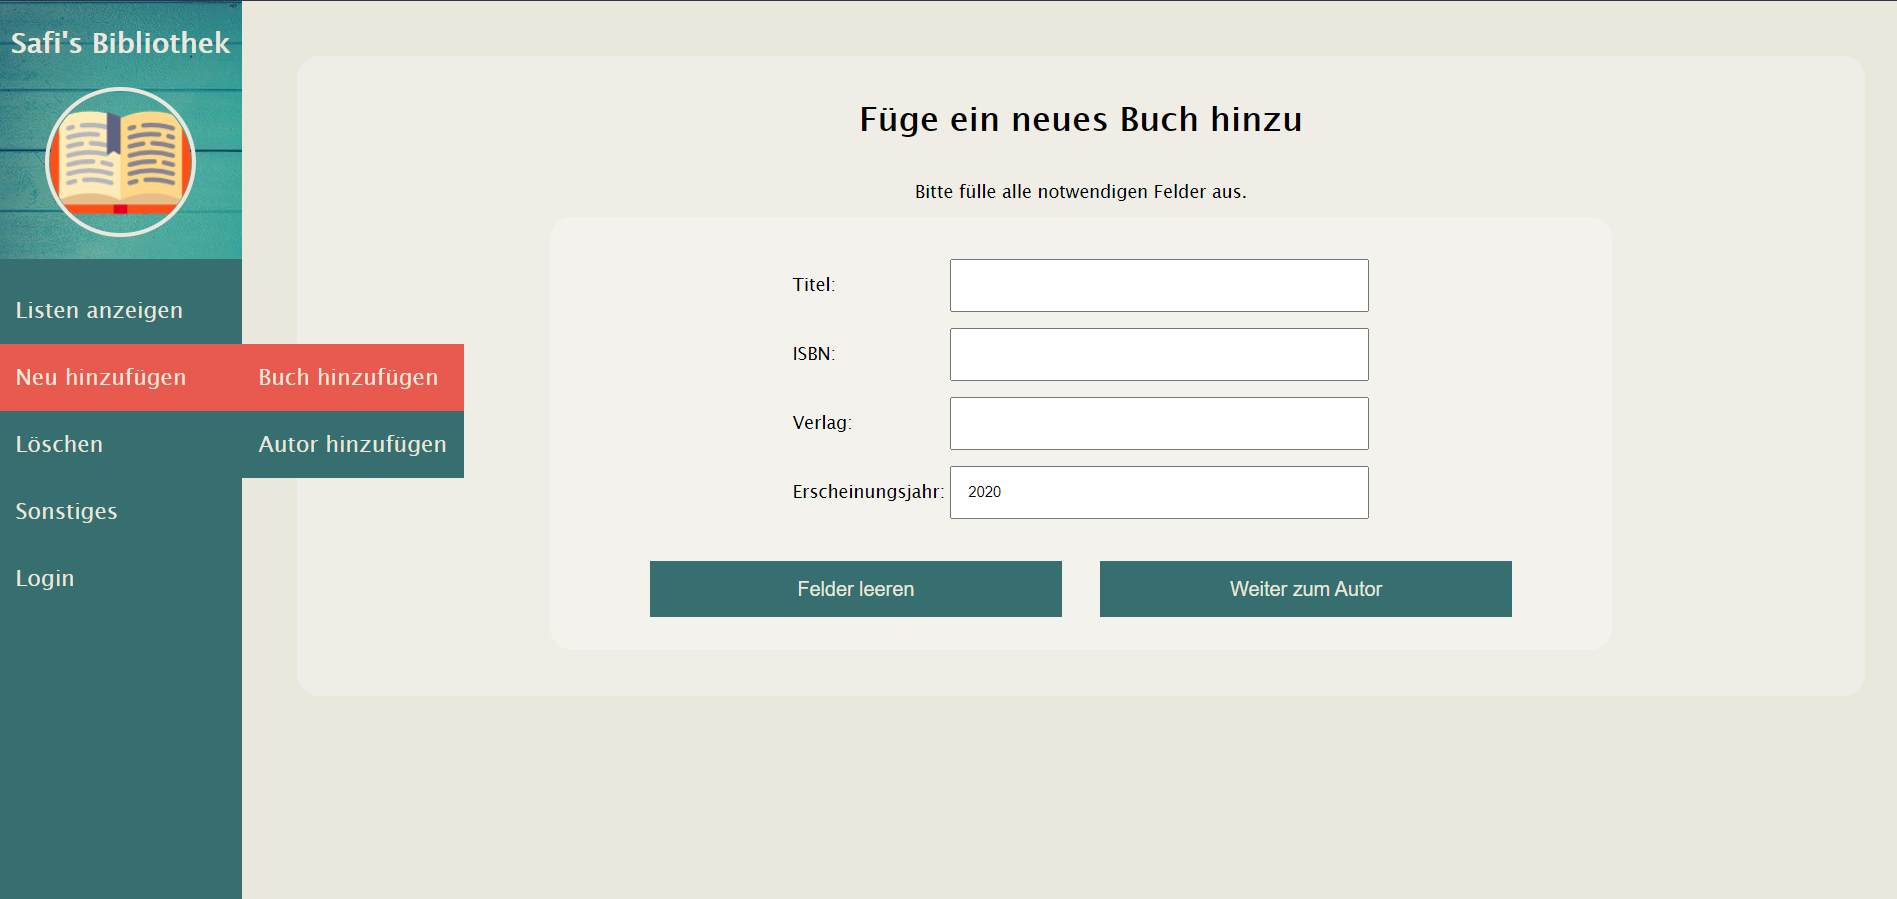 Safi's Bibliothek
Listen anzeigen
Neu hinzufügen
Buch hinzufügen
Löschen
Autor hinzufügen
Sonstiges
Login
Füge ein neues Buch hinzu
Bitte fülle alle notwendigen Felder aus.
Titel:
ISBN:
Verlag:
Erscheinungsjahr: 2020
Felder leeren
Weiter zum Autor